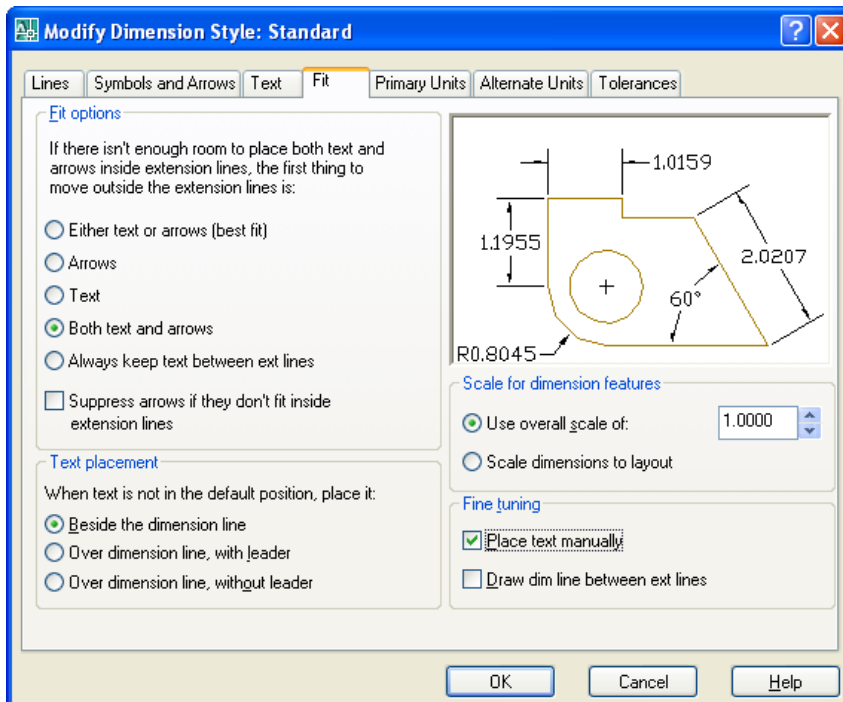 Modify Dimension Style: Standard
Lines
Symbols and Arrows
Text
Fit
Primary Units
Alternate Units
Tolerances
Fit options
If there isn't enough room to place both text and
arrows inside extension lines, the first thing to
move outside the extension lines is:
Either text or arrows (best fit)
Arrows
Text
Both text and arrows
Always keep text between ext lines
Suppress arrows if they don't fit inside
extension lines
Text placement
When text is not in the default position, place it:
Beside the dimension line
Over dimension line, with leader
Over dimension line, without leader
1.0159
1.1955
2.0207
60°
R0.8045
Scale for dimension features
Use overall scale of:
1.0000
Scale dimensions to layout
Fine tuning
Place text manually
Draw dim line between ext lines
OK
Cancel
Help